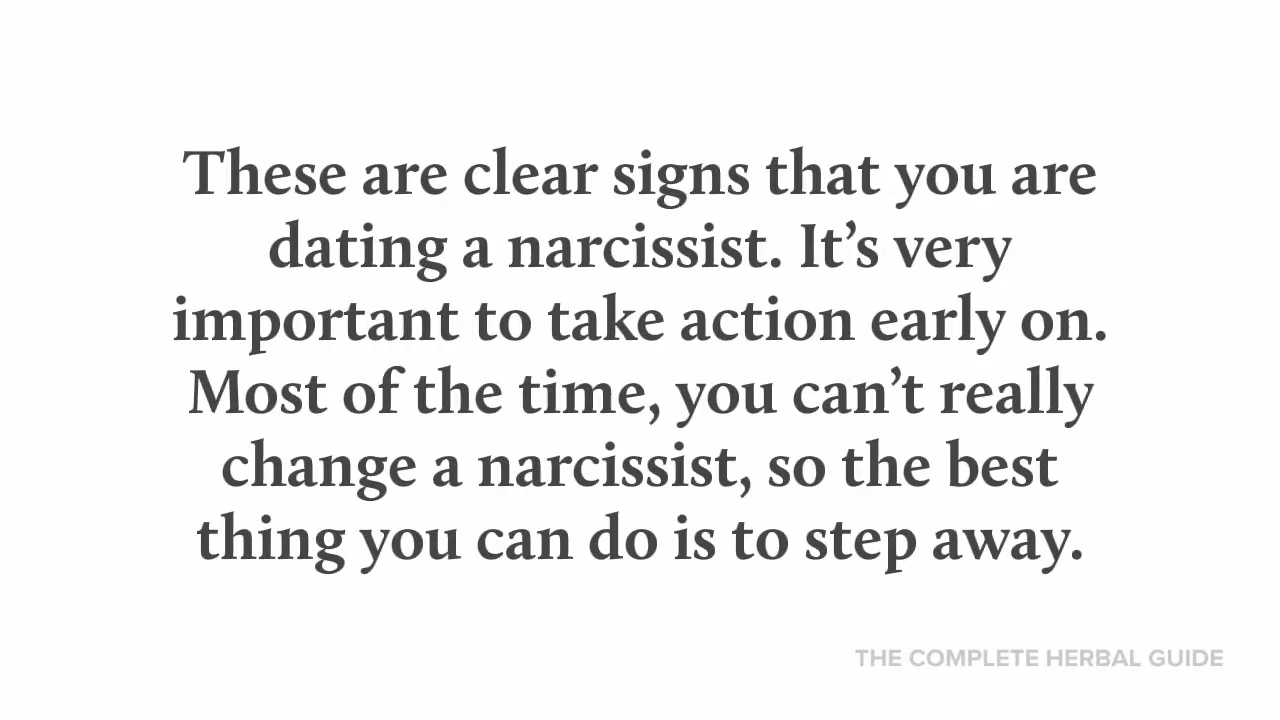 These are clear signs that you are
dating a narcissist. It’s very
important to take action early on.
Most of the time, you can’t really
change a narcissist, so the best
thing you can do is to step away.
THE COMPLETE HERBAL GUIDE